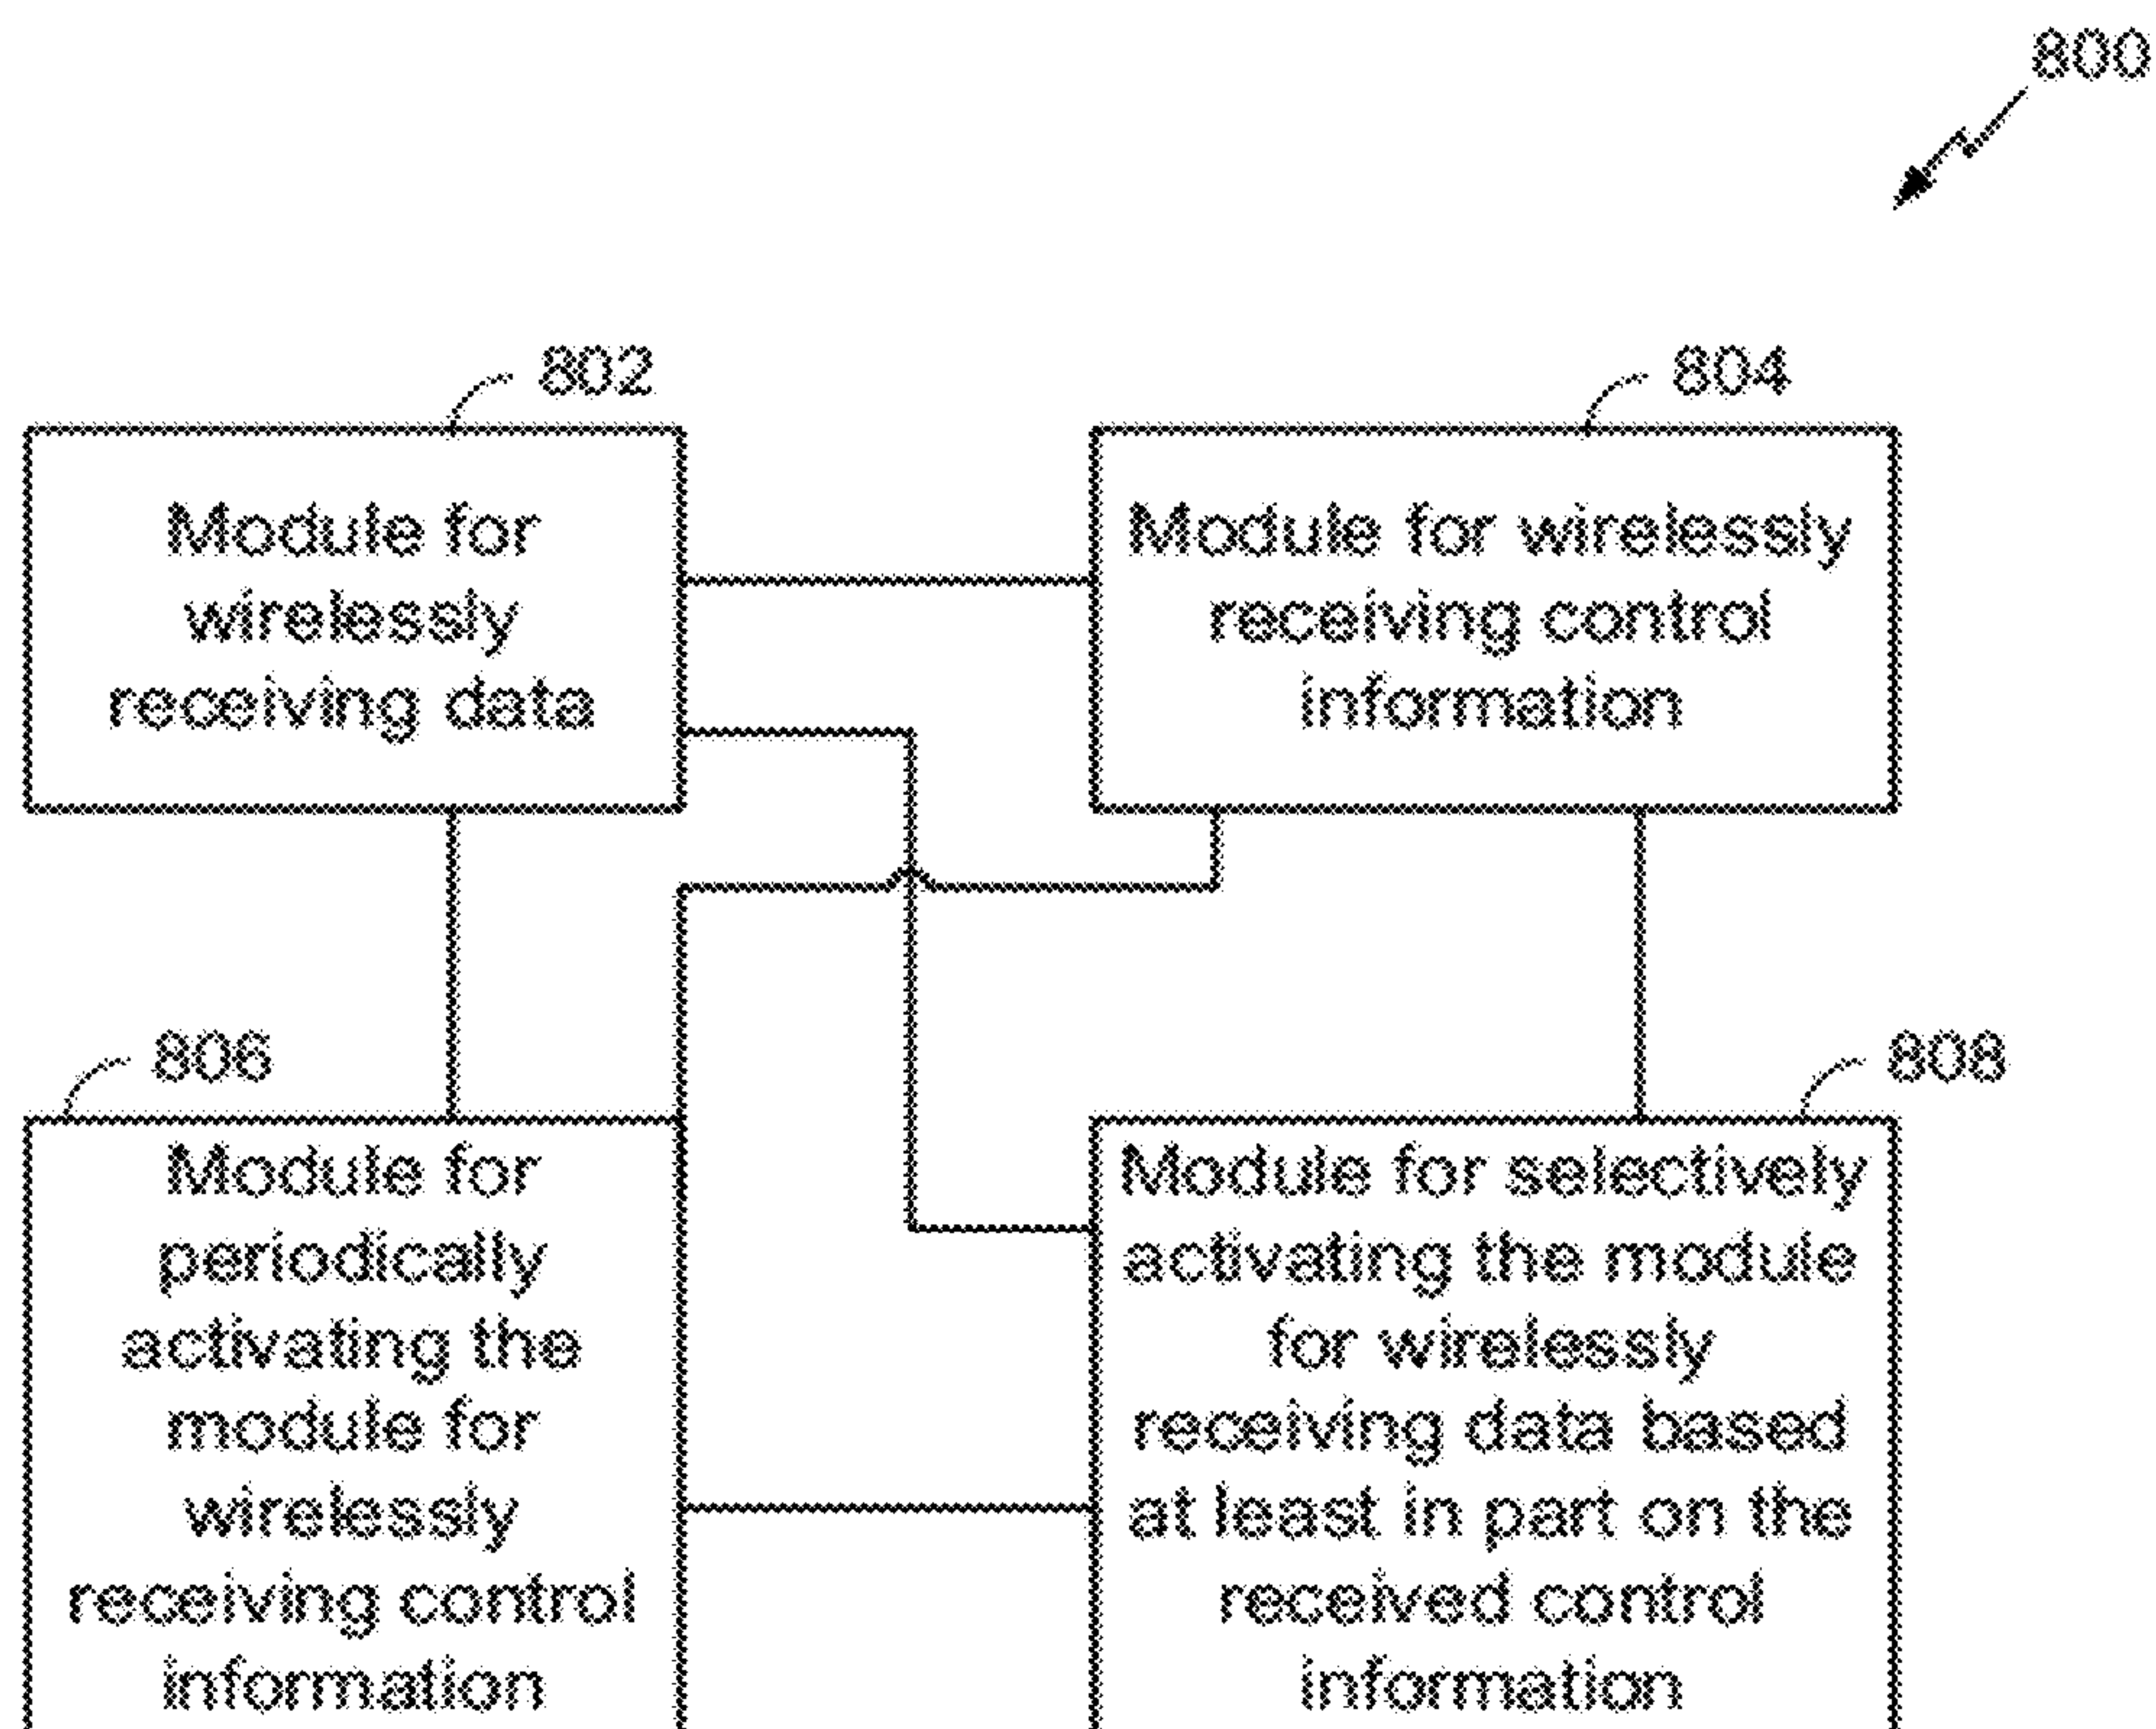 800
802
Module for
wirelessly
receiving data
804
Module for wirelessly
receiving control
information
806
Module for
periodically
activating the
module for
wirelessly
receiving control
information
808
Module for selectively
activating the module
for wirelessly
receiving data based
at least in part on the
received control
information